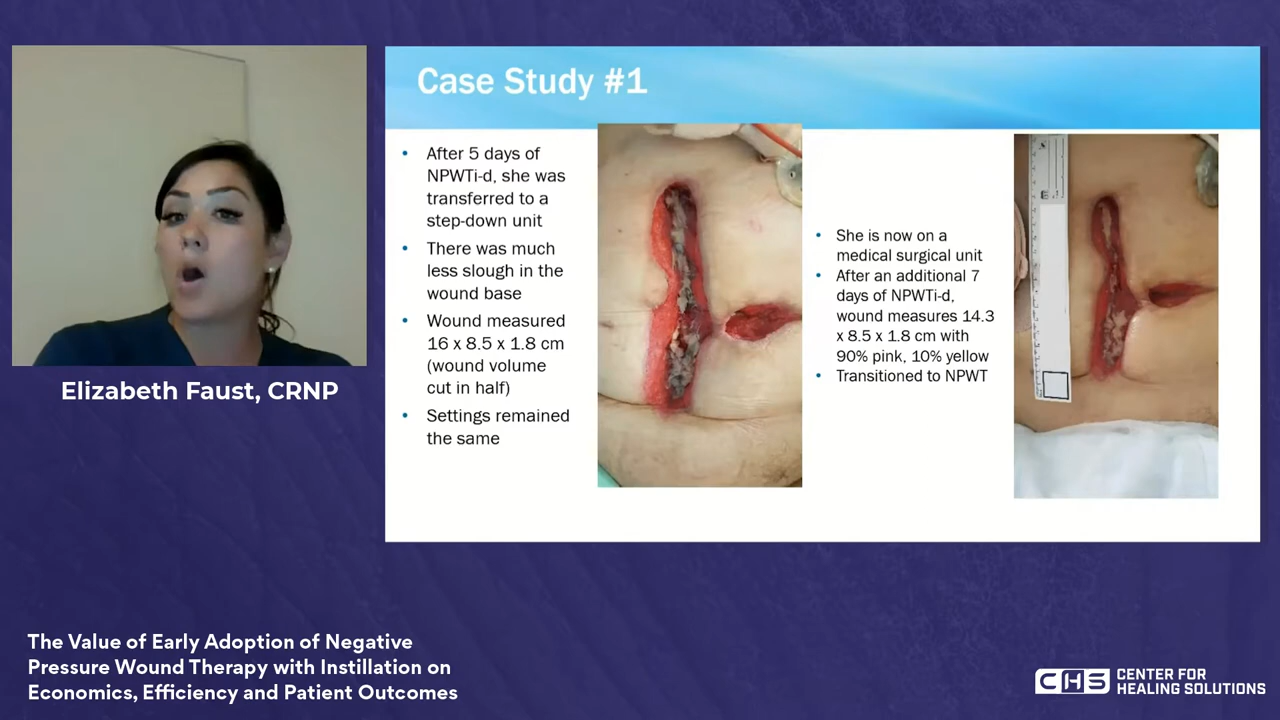 Case Study #1
• After 5 days of
NPWTi-d, she was
transferred to a
step-down unit
• There was much
less slough in the
wound base
• Wound measured
16 x 8.5 x 1.8 cm
(wound volume
cut in half)
• Settings remained
the same
• She is now on a
medical surgical unit
• After an additional 7
days of NPWTi-d,
wound measures 14.3
x 8.5 x 1.8 cm with
90% pink, 10% yellow
• Transitioned to NPWT
Elizabeth Faust, CRNP
The Value of Early Adoption of Negative
Pressure Wound Therapy with Instillation on
Economics, Efficiency and Patient Outcomes
CHS
CENTER FOR
HEALING SOLUTIONS